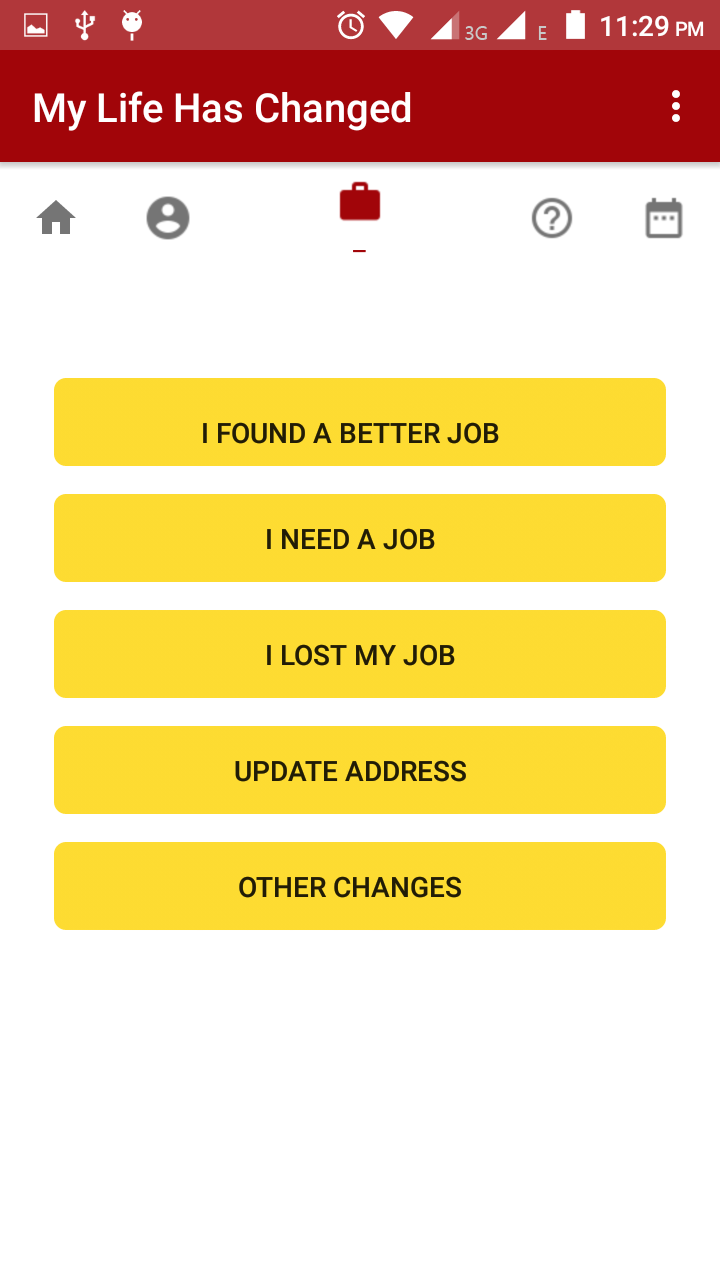 3G E 11:29 PM
My Life Has Changed
I FOUND A BETTER JOB
I NEED A JOB
I LOST MY JOB
UPDATE ADDRESS
OTHER CHANGES